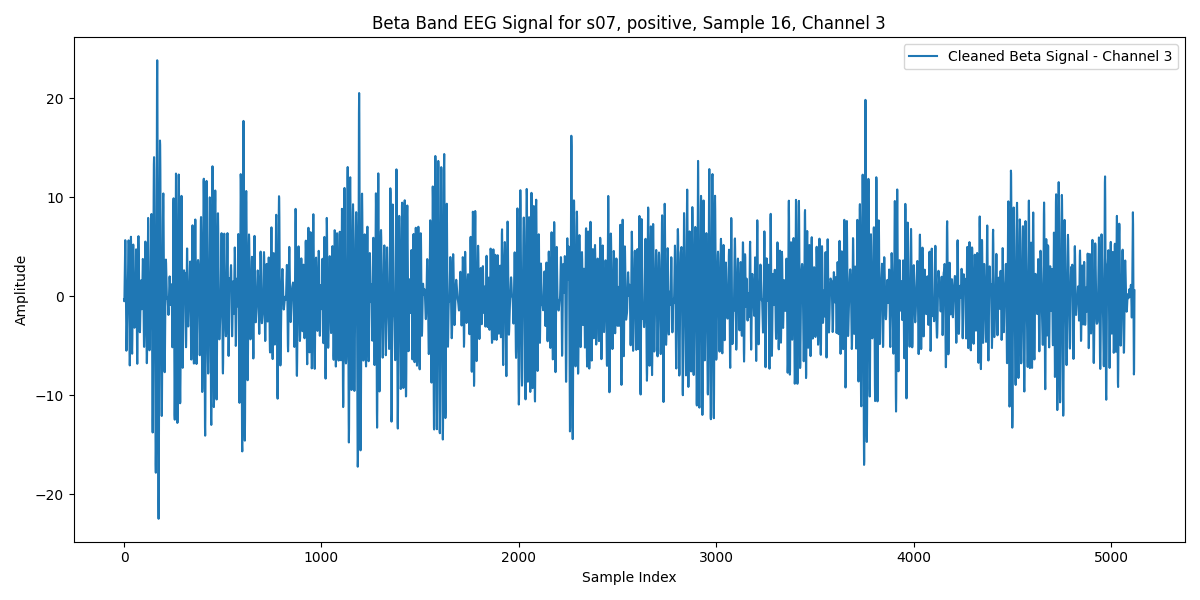 Beta Band EEG Signal for s07, positive, Sample 16, Channel 3
Cleaned Beta Signal - Channel 3
Amplitude
20
10
0
−10
−20
0 1000 2000 3000 4000 5000
Sample Index